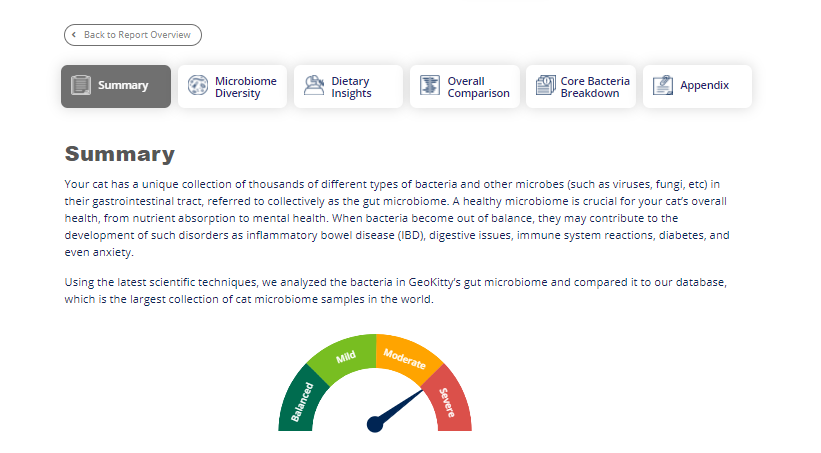 Back to Report Overview
Summary
Microbiome
Diversity
Dietary
Insights
Overall
Comparison
Core Bacteria
Breakdown
Appendix
Summary
Your cat has a unique collection of thousands of different types of bacteria and other microbes (such as viruses, fungi, etc) in
their gastrointestinal tract, referred to collectively as the gut microbiome. A healthy microbiome is crucial for your cat’s overall
health, from nutrient absorption to mental health. When bacteria become out of balance, they may contribute to the
development of such disorders as inflammatory bowel disease (IBD), digestive issues, immune system reactions, diabetes, and
even anxiety.
Using the latest scientific techniques, we analyzed the bacteria in GeoKitty's gut microbiome and compared it to our database,
which is the largest collection of cat microbiome samples in the world.
Balanced
Mild
Moderate
Severe